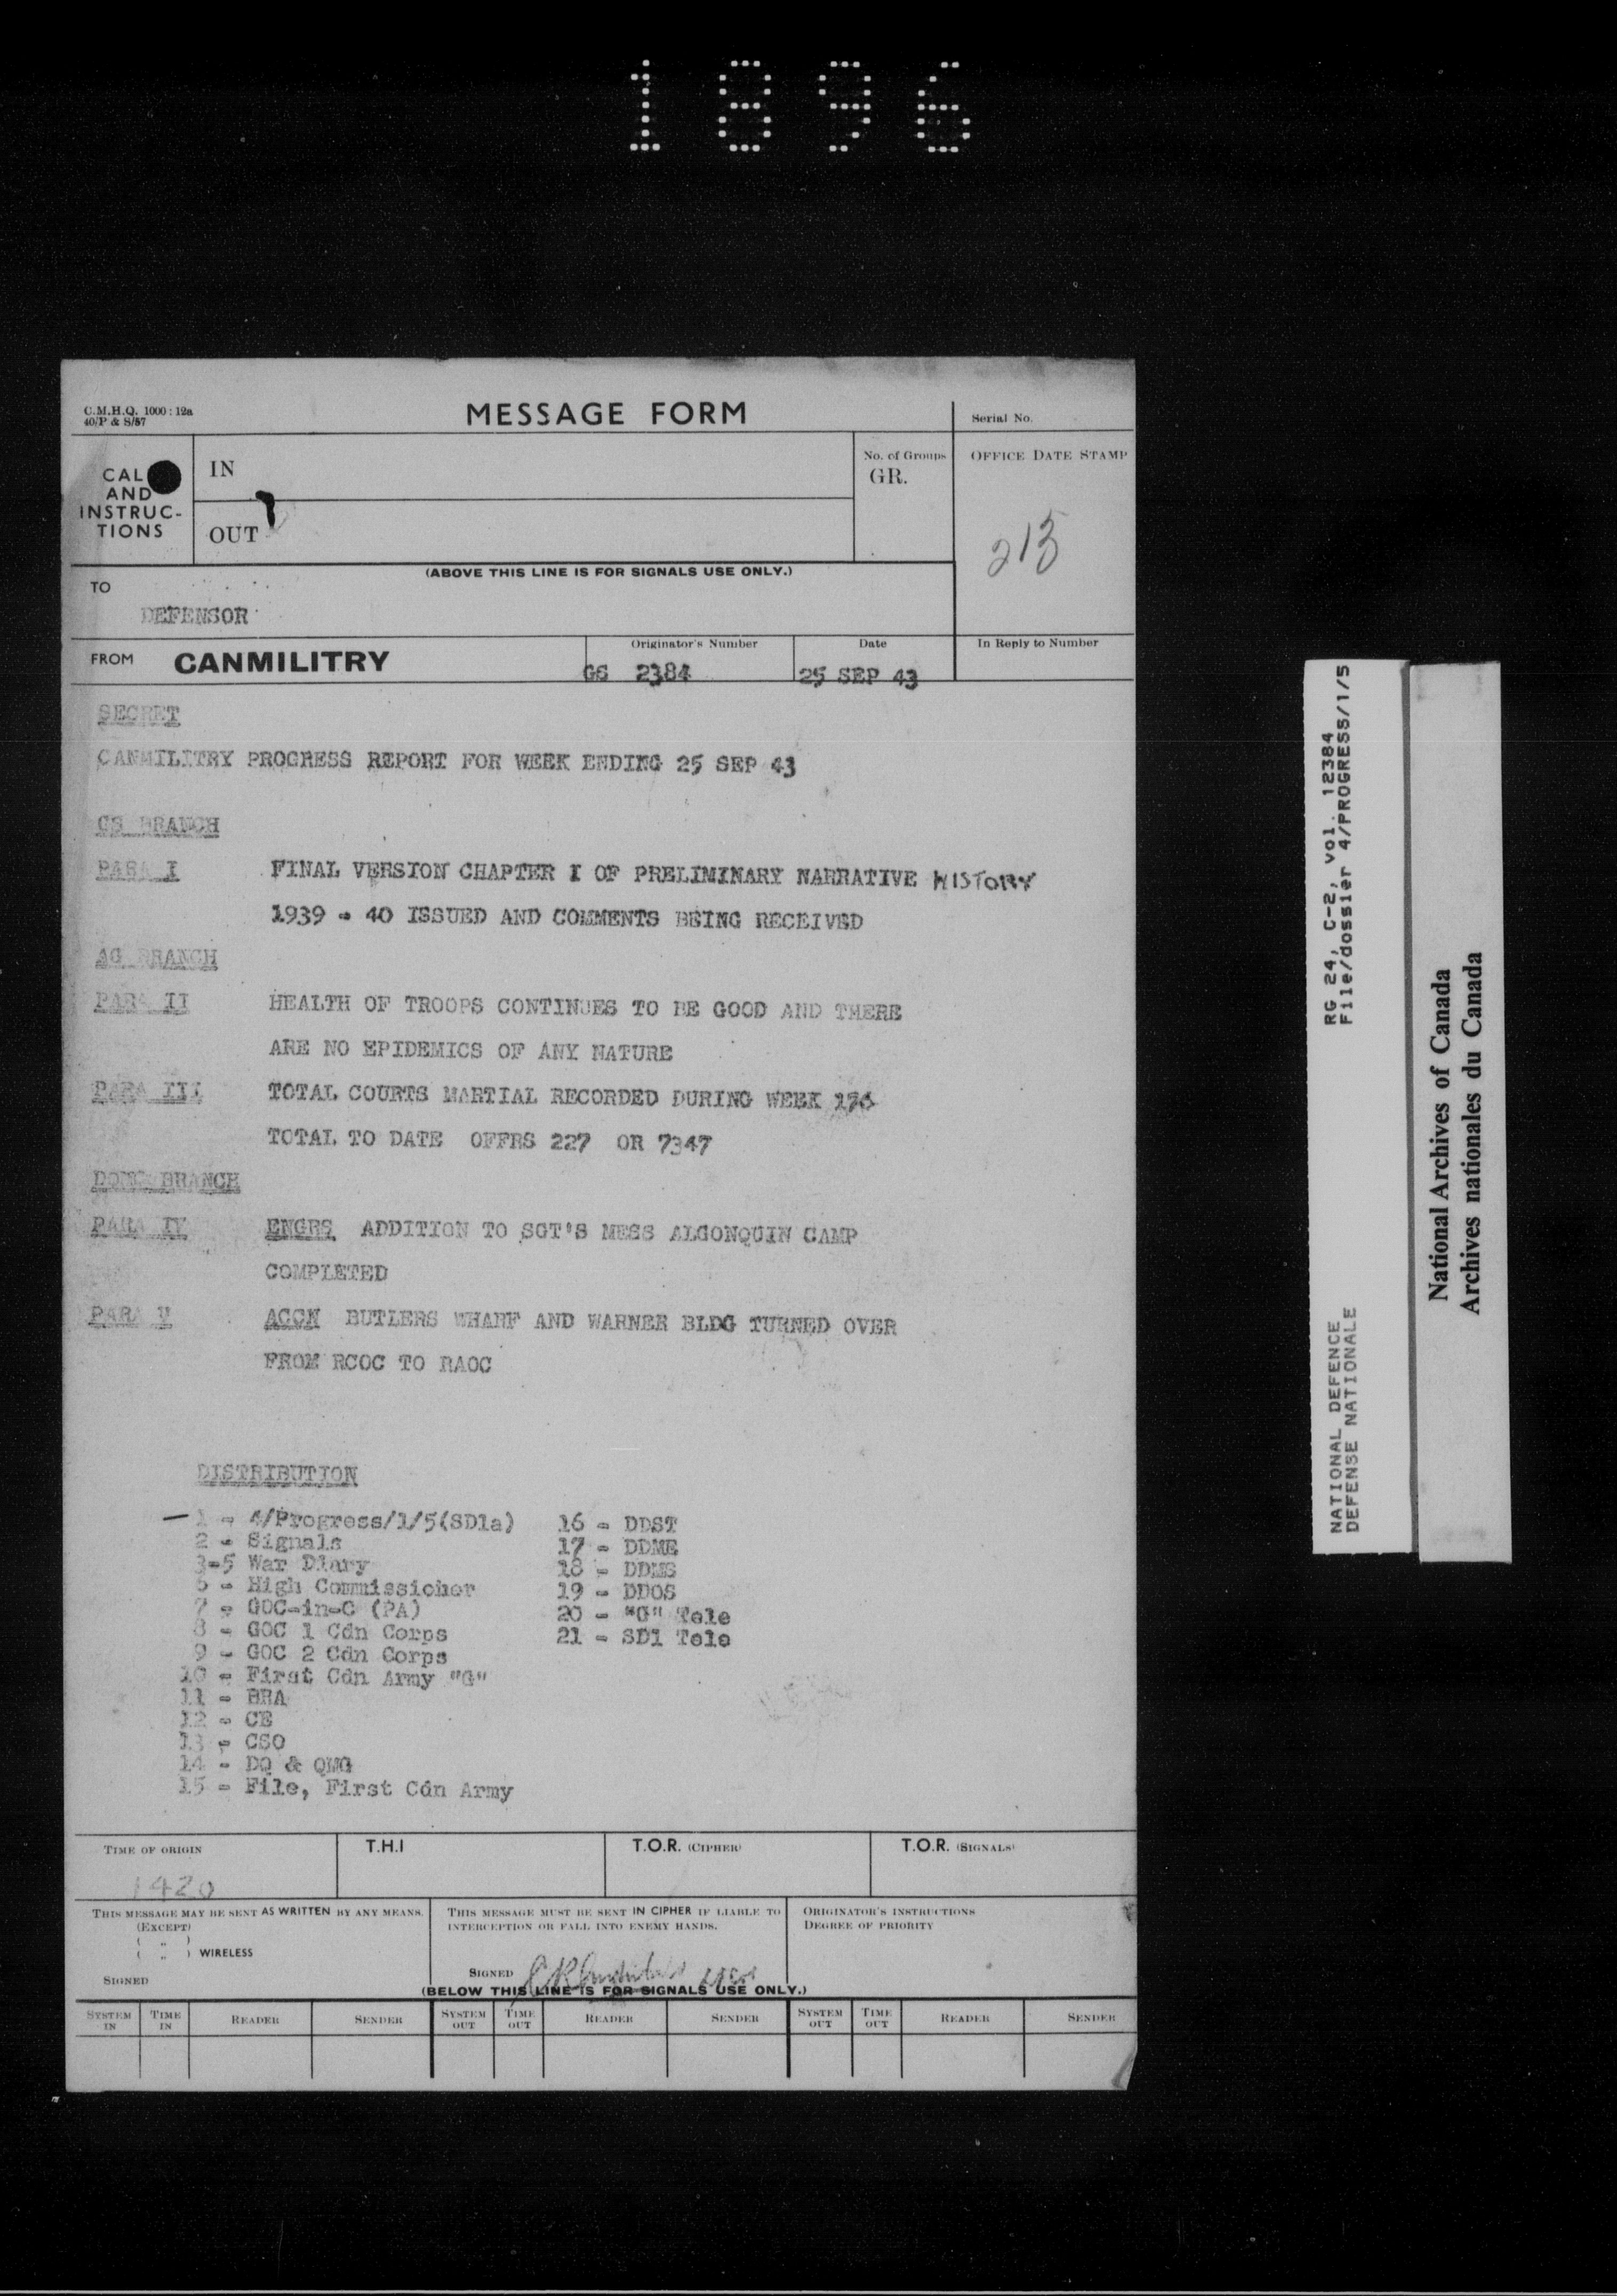 1896
C.M.H.Q. 1000 : 12a
40/P & S/57
MESSAGE FORM
Serial No.
CAL
AND
INSTRUC-
TIONS
IN
OUT
No. of Groups
GR.
OFFICE DATE STAMP
213
(ABOVE THIS LINE IS FOR SIGNALS USE ONLY.)
TO
DEFENSOR
FROM CANMILITRY
Originator's Number
GS 2384
Date
25 SEP 43
In Reply to Number
SECRET
CANMILITRY PROGRESS REPORT FOR WEEK ENDING 25 SEP 43
GS BRANCH
PARA I FINAL VERSION CHAPTER I OF PRELIMINARY NARRATIVE HISTORY
1939 - 40 ISSUED AND COMMENTS BEING RECEIVED
AG BRANCH
PARA II HEALTH OF TROOPS CONTINUES TO BE GOOD AND THERE
ARE NO EPIDEMICS OF ANY NATURE
PARA III TOTAL COURTS MARTIAL RECORDED DURING WEEK
TOTAL TO DATE OFFRS 227 OR 7347
BRANCH
PARA IV ENGRS ADDITION TO SGT'S MESS ALGONQUIN CAMP
COMPLETED
PARA V ACCN BUTLERS WHARF AND WARNER BLDG TURNED OVER
FROM RCOC TO RAOC
DISTRIBUTION
1 - 4/Progress/1/5(SD1a)
2 - Signals
3-5 War Diary
6 - High Commissioner
7 - GOC-in-C (PA)
8 - GOC 1 Cdn Corps
9 - GOC 2 Cdn Corps
10 - First Cdn Army "G"
11 - BRA
12 - CE
13 - CSO
14 - DQ & QMG
15 - File, First Cdn Army
16 - DDST
17 - DDME
18 - DDMS
19 - DDOS
20 - "G" Tele
21 - SD1 Tele
TIME OF ORIGIN
1420
T.H.I
T.O.R. (CIPHER)
T.O.R. (SIGNALS)
THIS MESSAGE MAY BE SENT AS WRITTEN BY ANY MEANS.
(EXCEPT)
( " )
( " ) WIRELESS
SIGNED
THIS MESSAGE MUST BE SENT IN CIPHER IF LIABLE TO
INTERCEPTION OR FALL INTO ENEMY HANDS.
SIGNED
ORIGINATOR'S INSTRUCTIONS
DEGREE OF PRIORITY
(BELOW THIS LINE IS FOR SIGNALS USE ONLY.)
SYSTEM IN
TIME IN
READER
SENDER
SYSTEM OUT
TIME OUT
READER
SENDER
SYSTEM OUT
TIME OUT
READER
SENDER
RG 24, C-2, vol. 12384
File/dossier 4/PROGRESS/1/5
NATIONAL DEFENCE
DEFENSE NATIONALE
National Archives of Canada
Archives nationales du Canada